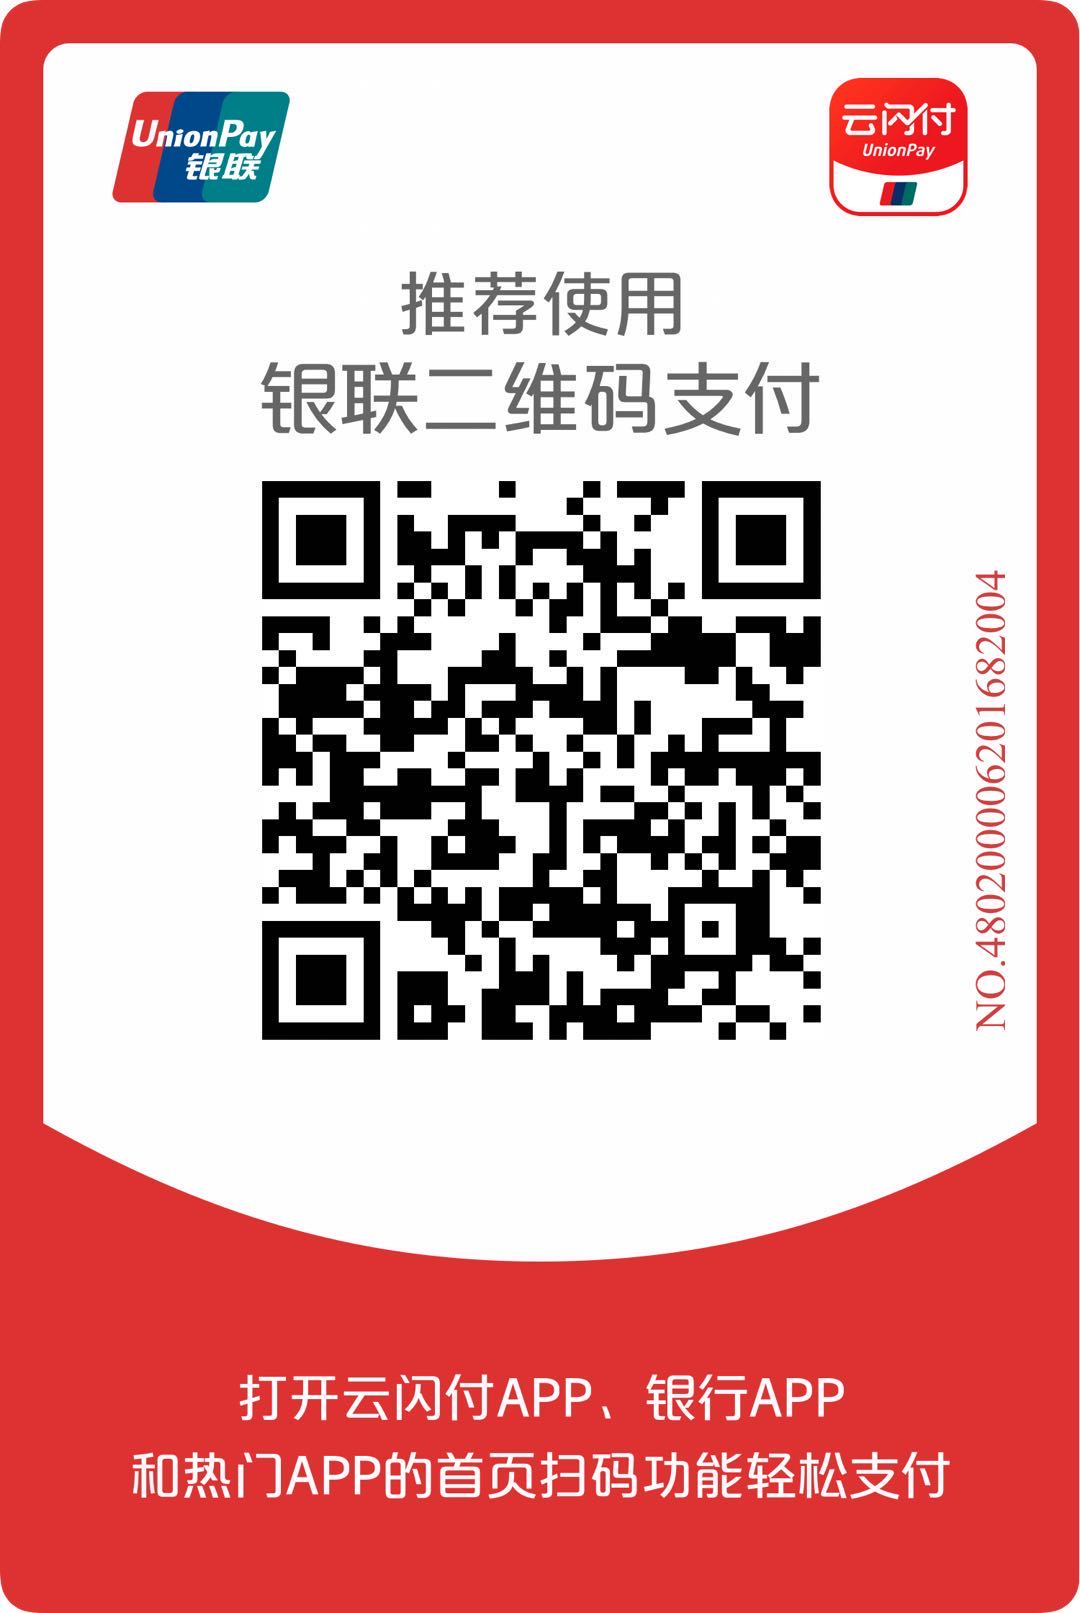 UnionPay
银联
云闪付
UnionPay
推荐使用
银联二维码支付
NO.4802000062016820​04
打开云闪付APP、银行APP
和热门APP的首页扫码功能轻松支付